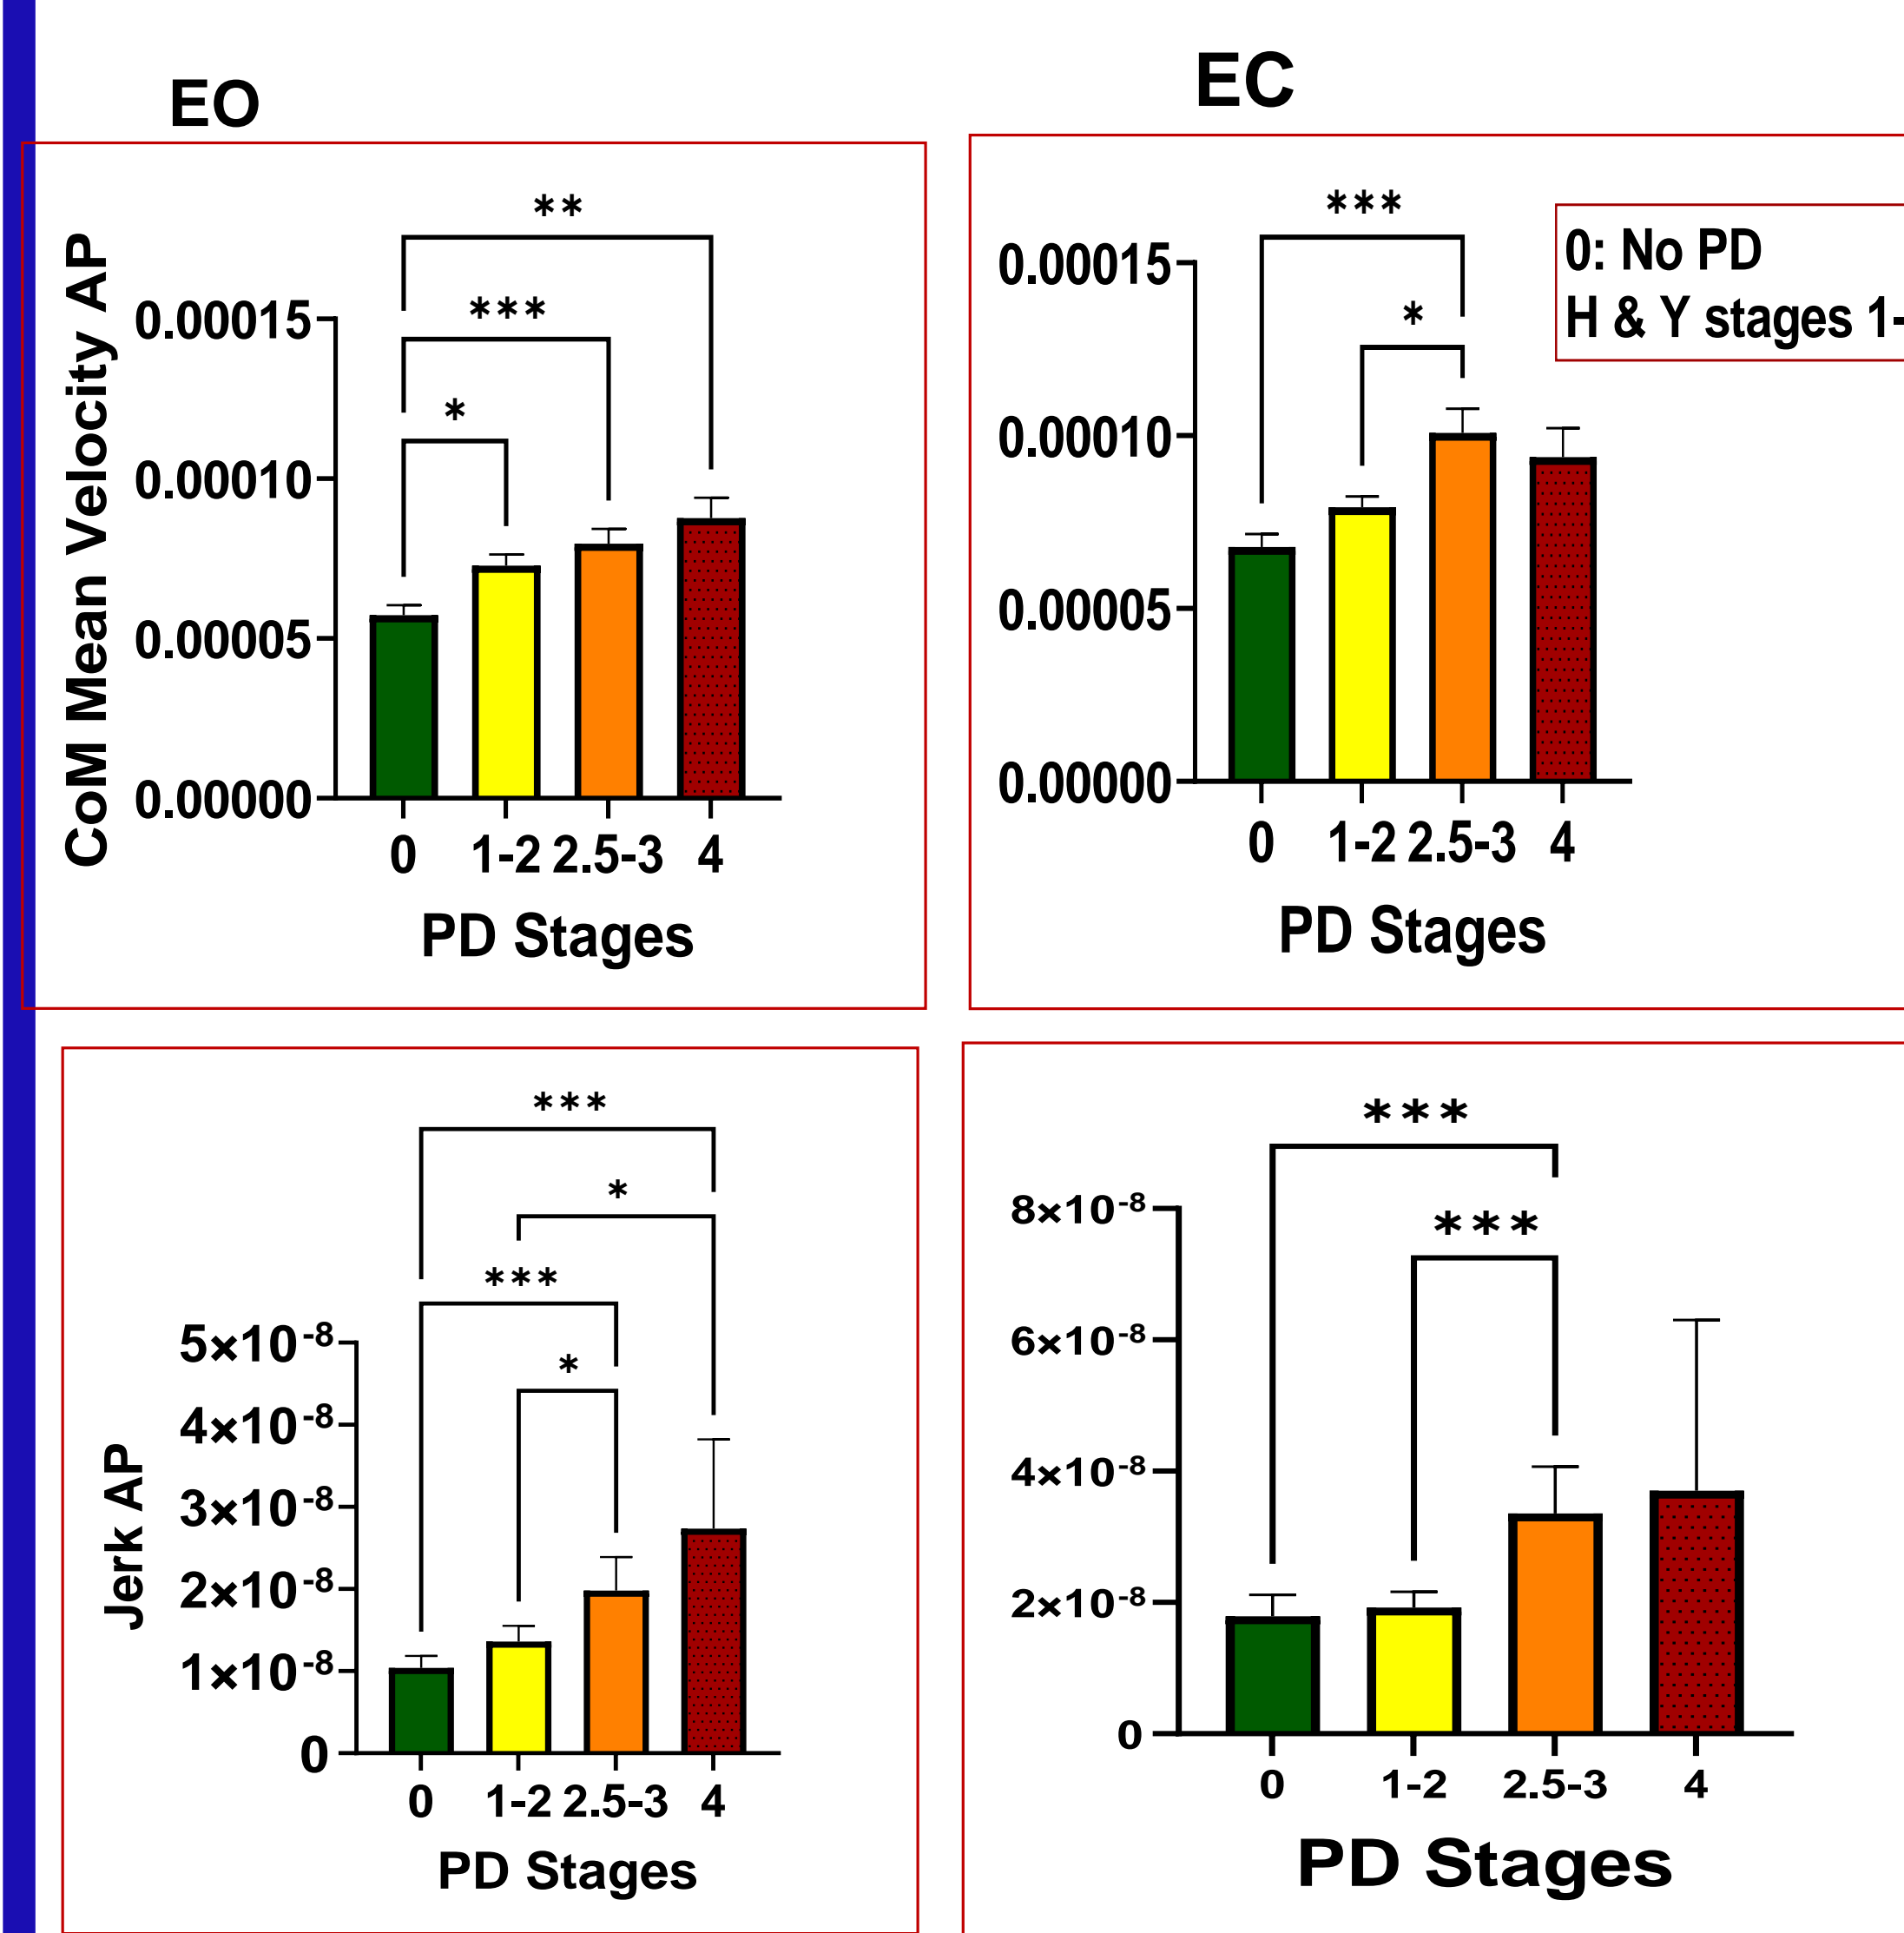 EO
EC
CoM Mean Velocity AP
**
***
*
0.00015
0.00010
0.00005
0.00000
0 1-2 2.5-3 4
PD Stages
***
*
0.00015
0.00010
0.00005
0.00000
0 1-2 2.5-3 4
PD Stages
0: No PD
H & Y stages 1-
Jerk AP
***
*
***
*
5×10⁻⁸
4×10⁻⁸
3×10⁻⁸
2×10⁻⁸
1×10⁻⁸
0
0 1-2 2.5-3 4
PD Stages
***
***
8×10⁻⁸
6×10⁻⁸
4×10⁻⁸
2×10⁻⁸
0
0 1-2 2.5-3 4
PD Stages